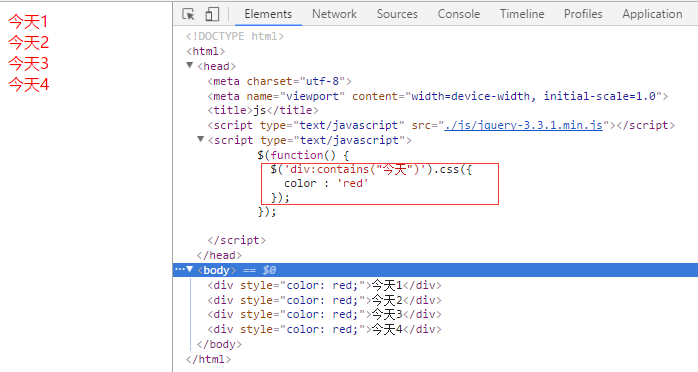 今天1
今天2
今天3
今天4
Elements Network Sources Console Timeline Profiles Application
<!DOCTYPE html>
<html>
<head>
<meta charset="utf-8">
<meta name="viewport" content="width=device-width, initial-scale=1.0">
<title>js</title>
<script type="text/javascript" src="./js/jquery-3.3.1.min.js"></script>
<script type="text/javascript">
$(function() {
$('div:contains("今天")').css({
color : 'red'
});
});
</script>
</head>
<body> == $0
<div style="color: red;">今天1</div>
<div style="color: red;">今天2</div>
<div style="color: red;">今天3</div>
<div style="color: red;">今天4</div>
</body>
</html>